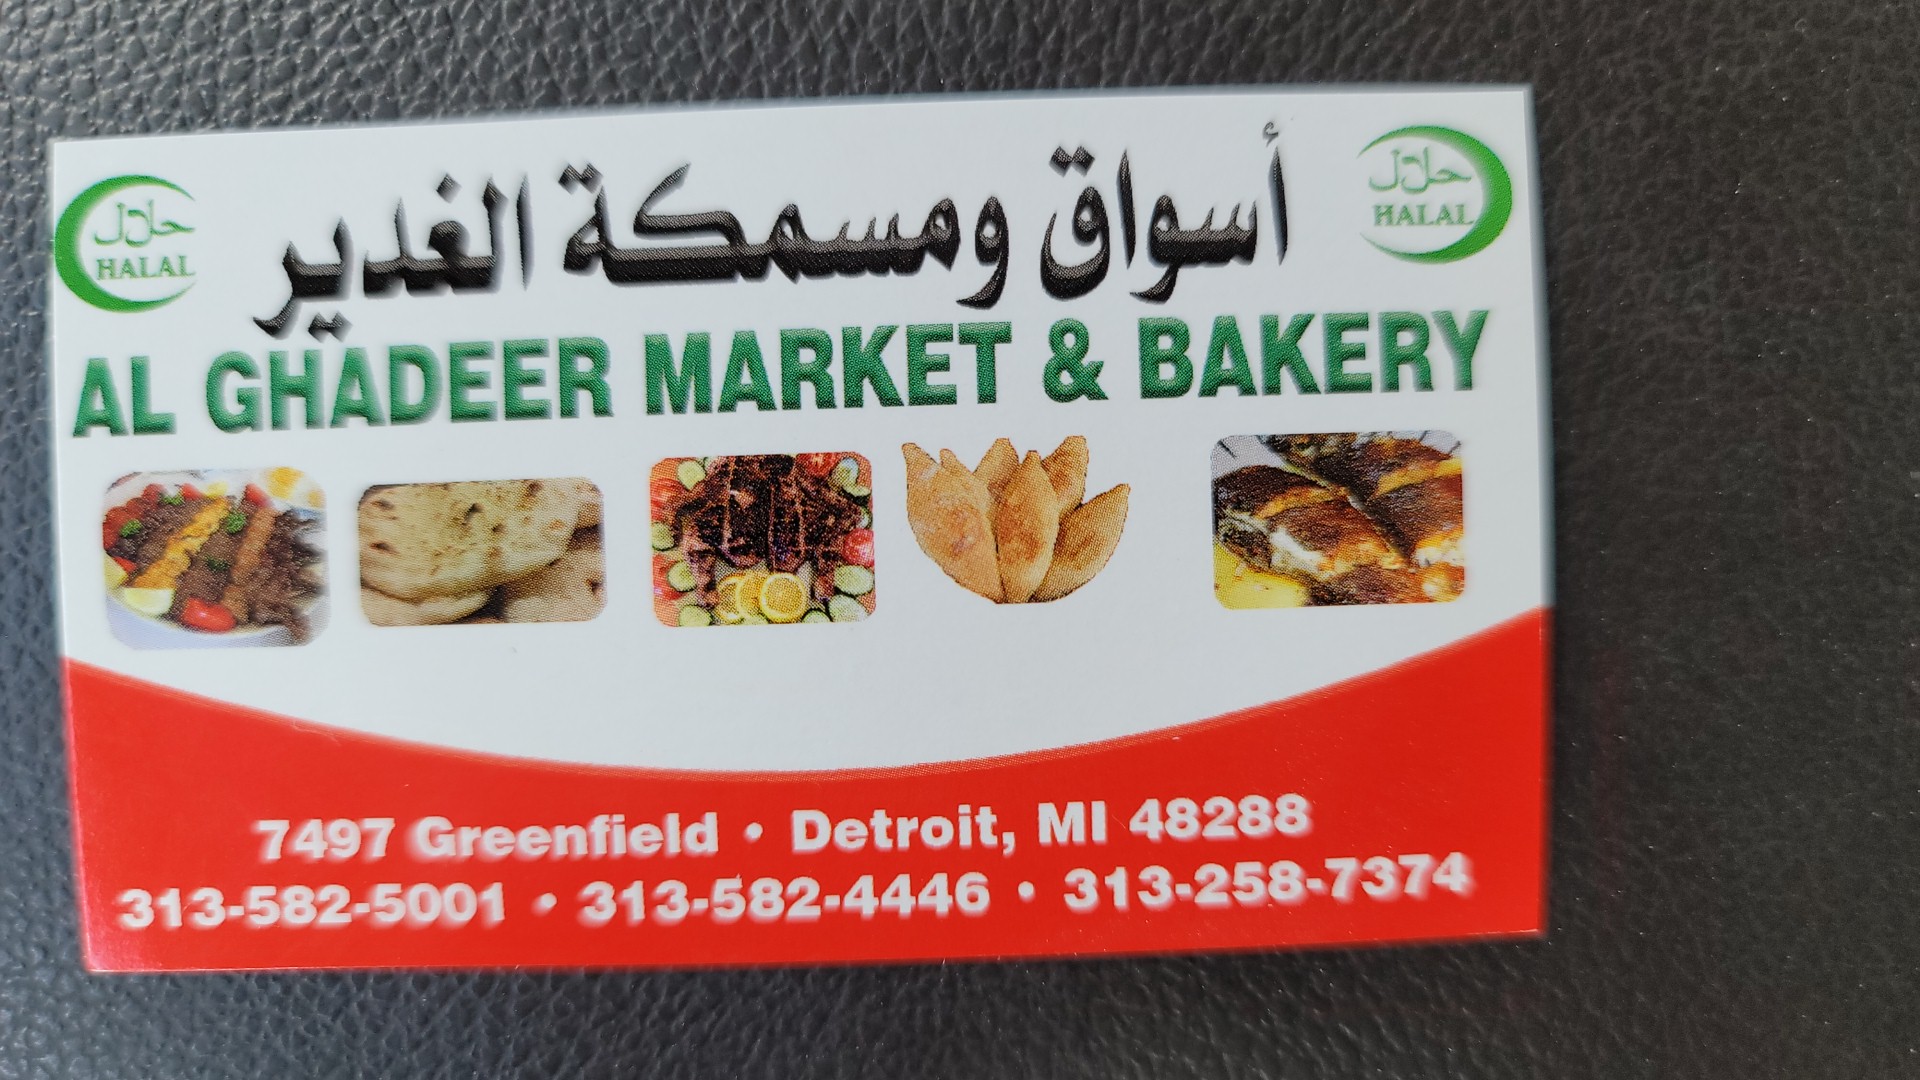 أسواق ومسمكة الغدير
حلال
HALAL
حلال
HALAL
AL GHADEER MARKET & BAKERY
7497 Greenfield • Detroit, MI 48288
313-582-5001 • 313-582-4446 • 313-258-7374